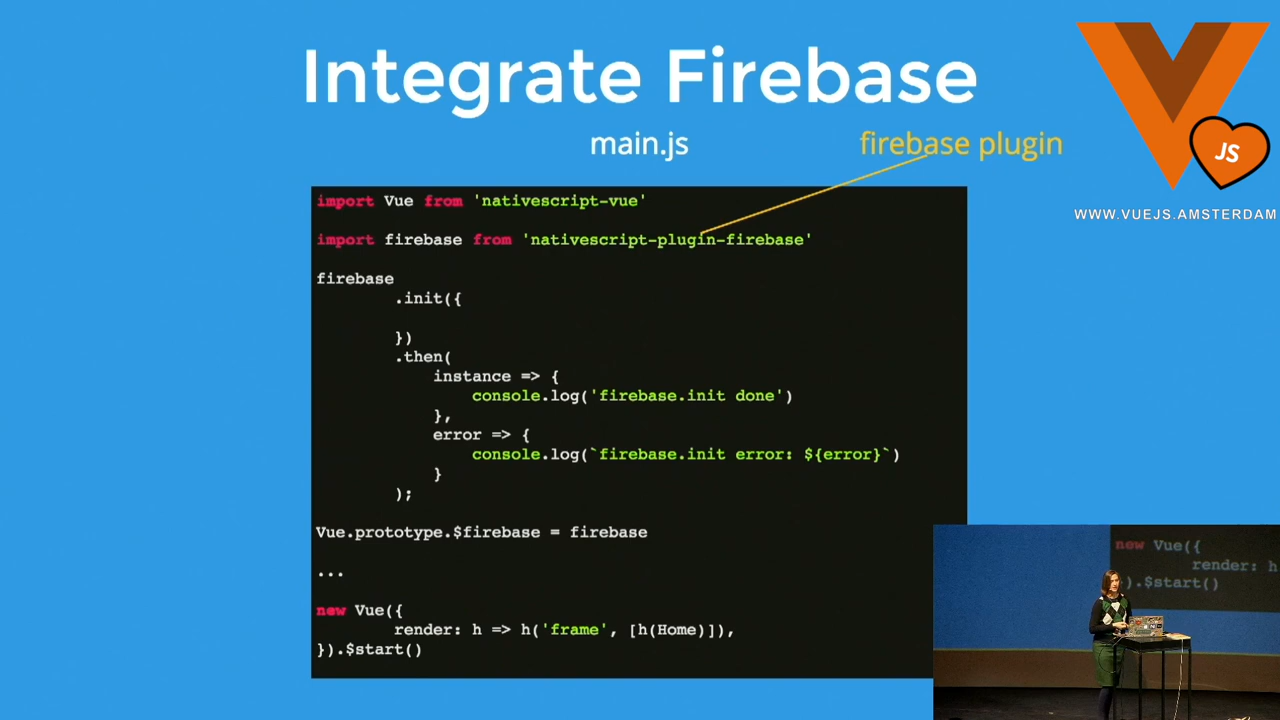 Integrate Firebase
main.js
firebase plugin
JS
WWW.VUEJS.AMSTERDAM
import Vue from 'nativescript-vue'
import firebase from 'nativescript-plugin-firebase'
firebase
.init({
})
.then(
instance => {
console.log('firebase.init done')
},
error => {
console.log(`firebase.init error: ${error}`)
}
);
Vue.prototype.$firebase = firebase
...
new Vue({
render: h => h('frame', [h(Home)]),
}).$start()
new Vue({
render: h
}).$start()